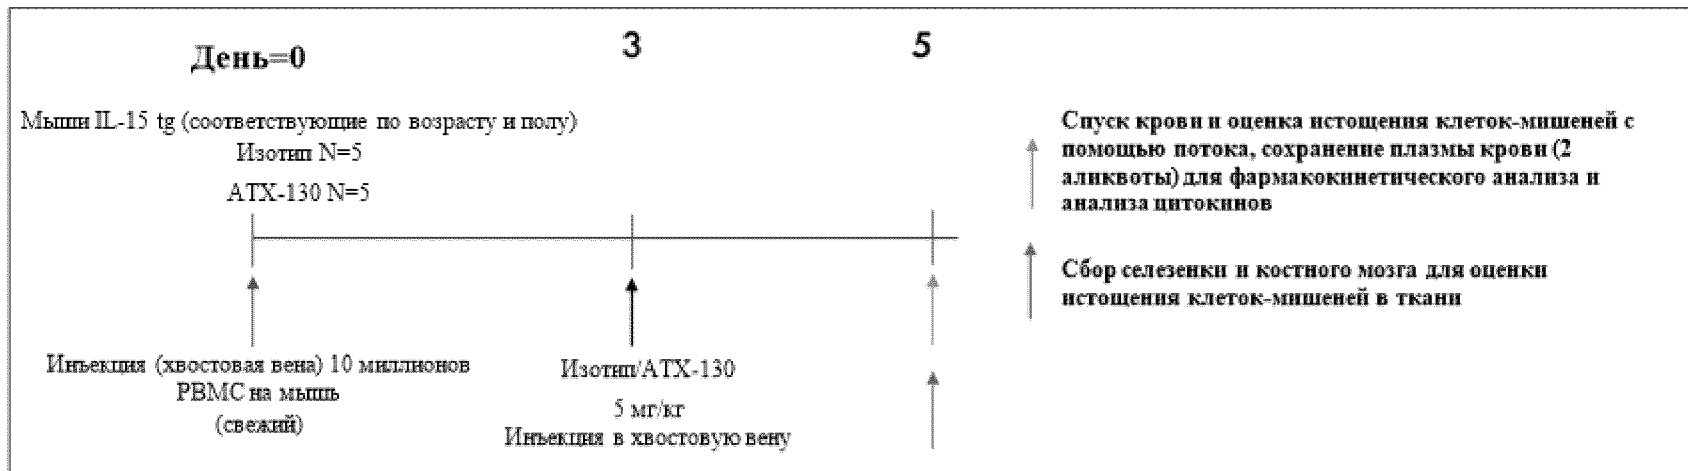 День=0
3
5
Мыши IL-15 tg (соответствующие по возрасту и полу)
Изотип N=5
ATX-130 N=5
Инъекция (хвостовая вена) 10 миллионов
PBMC на мышь
(свежий)
Изотип/ATX-130
5 мг/кг
Инъекция в хвостовую вену
Спуск крови и оценка истощения клеток-мишеней с
помощью потока, сохранение плазмы крови (2
аликвоты) для фармакокинетического анализа и
анализа цитокинов
Сбор селезенки и костного мозга для оценки
истощения клеток-мишеней в ткани